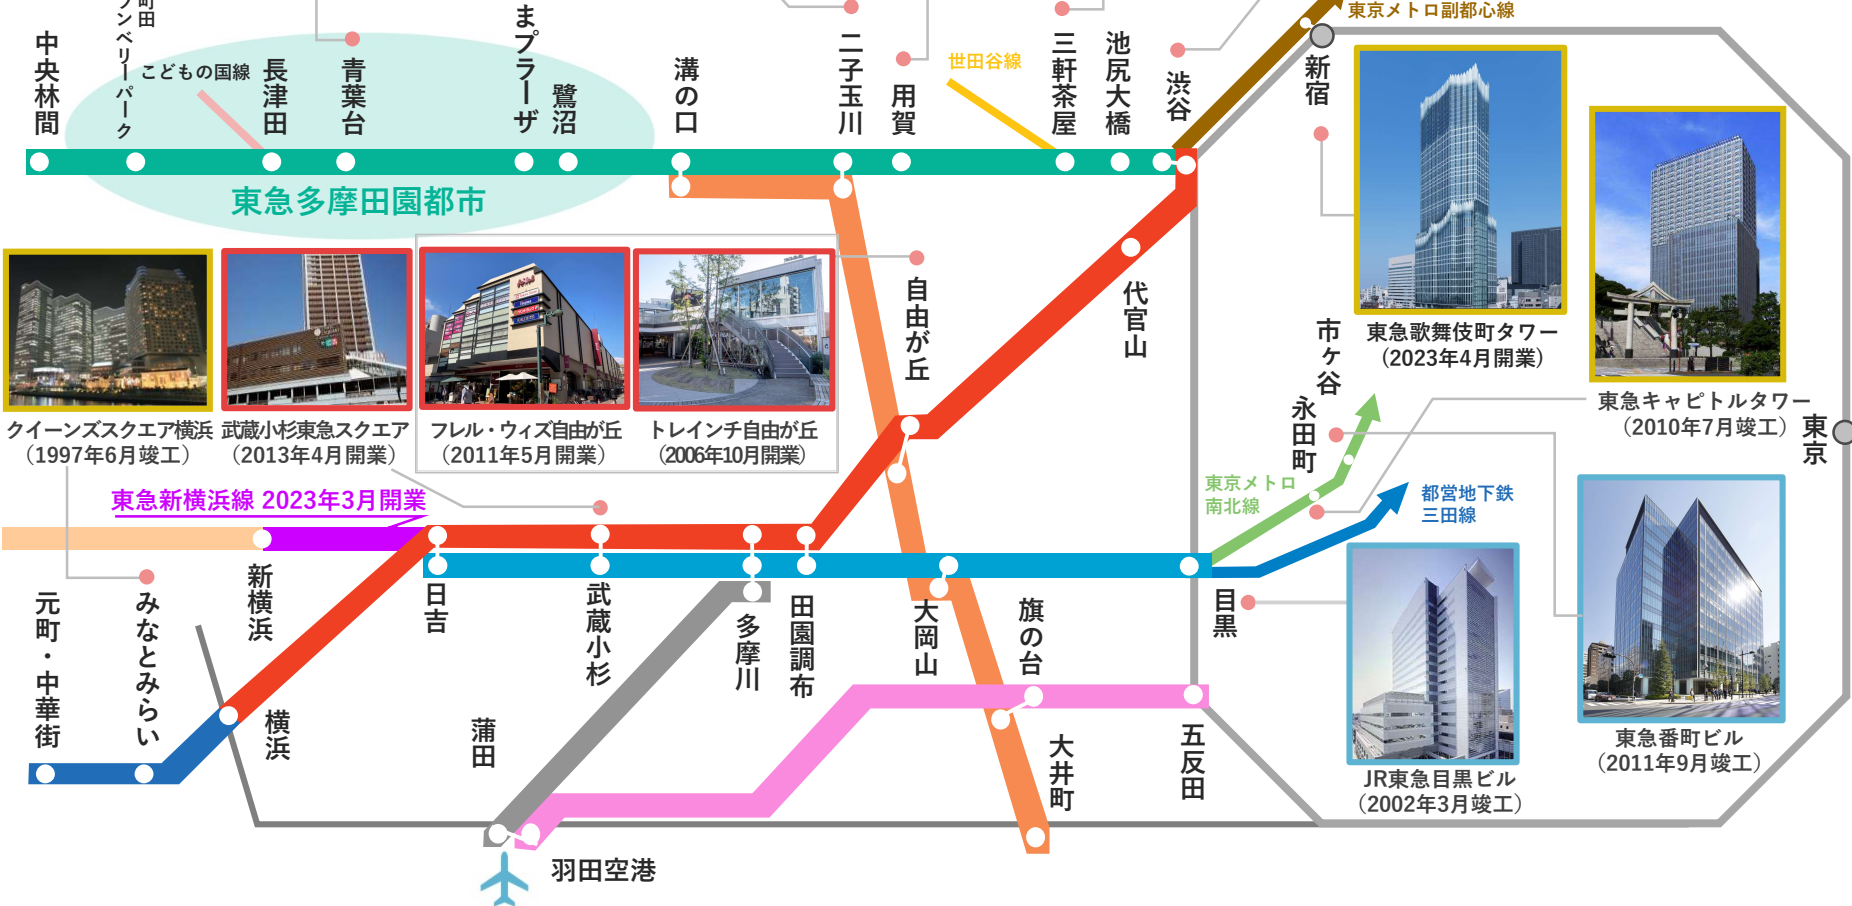 東京メトロ副都心線
町田
ンベリーパーク
まプラーザ
中央林間
こどもの国線
長津田
青葉台
鷺沼
溝の口
二子玉川
用賀
世田谷線
三軒茶屋
池尻大橋
渋谷
新宿
東急多摩田園都市
自由が丘
代官山
市ヶ谷
東急歌舞伎町タワー
（2023年4月開業）
東急キャピトルタワー
（2010年7月竣工）
東京
永田町
クイーンズスクエア横浜
（1997年6月竣工）
武蔵小杉東急スクエア
（2013年4月開業）
フレル・ウィズ自由が丘
（2011年5月開業）
トレインチ自由が丘
（2006年10月開業）
東急新横浜線 2023年3月開業
東京メトロ
南北線
都営地下鉄
三田線
元町・中華街
みなとみらい
新横浜
横浜
日吉
武蔵小杉
多摩川
田園調布
大岡山
旗の台
目黒
蒲田
大井町
五反田
JR東急目黒ビル
（2002年3月竣工）
東急番町ビル
（2011年9月竣工）
羽田空港